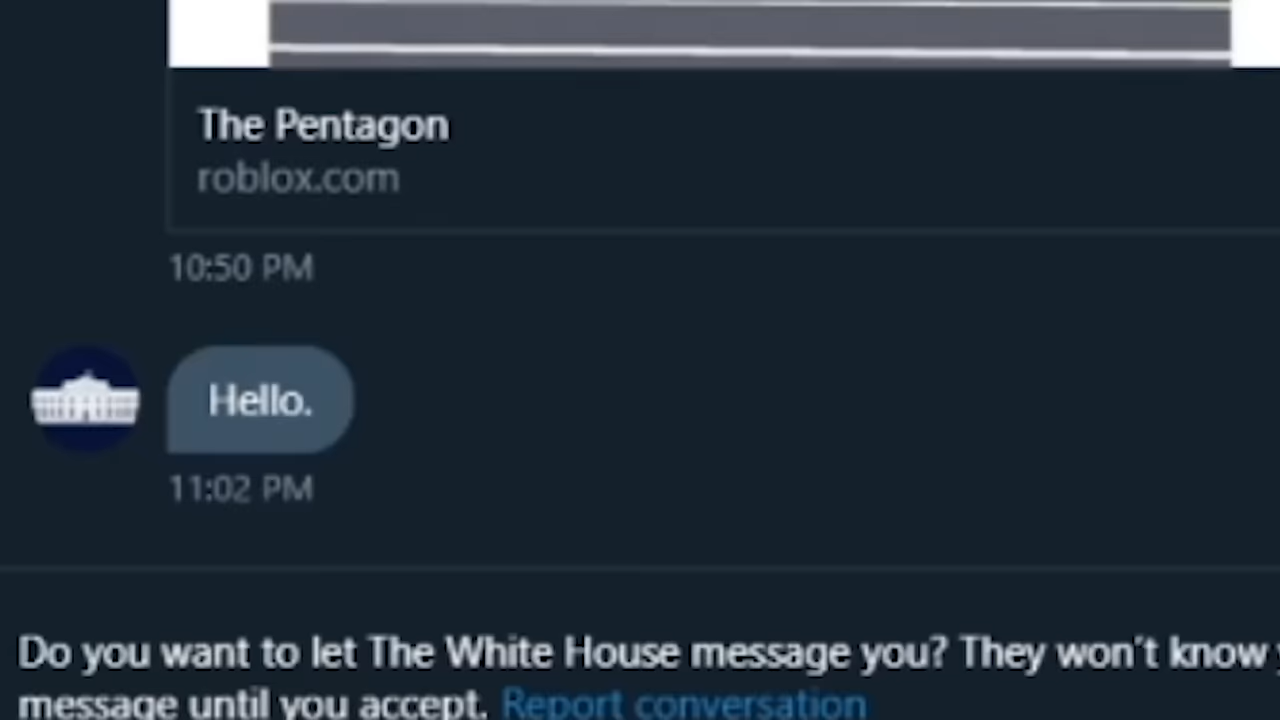 The Pentagon
roblox.com
10:50 PM
Hello.
11:02 PM
Do you want to let The White House message you? They won't know
message until you accept. Report conversation